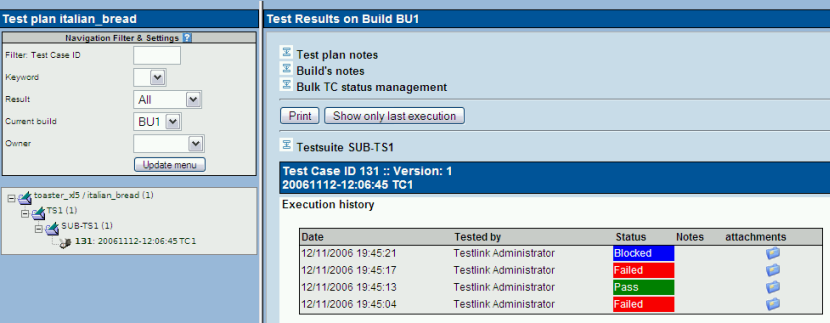 Test plan italian_bread
Navigation Filter & Settings ?
Filter: Test Case ID
Keyword
Result All
Current build BU1
Owner
Update menu
toaster_xl5 / italian_bread (1)
TS1 (1)
SUB-TS1 (1)
131: 20061112-12:06:45 TC1
Test Results on Build BU1
Test plan notes
Build's notes
Bulk TC status management
Print Show only last execution
Testsuite SUB-TS1
Test Case ID 131 :: Version: 1
20061112-12:06:45 TC1
Execution history
Date Tested by Status Notes attachments
12/11/2006 19:45:21 Testlink Administrator Blocked
12/11/2006 19:45:17 Testlink Administrator Failed
12/11/2006 19:45:13 Testlink Administrator Pass
12/11/2006 19:45:04 Testlink Administrator Failed